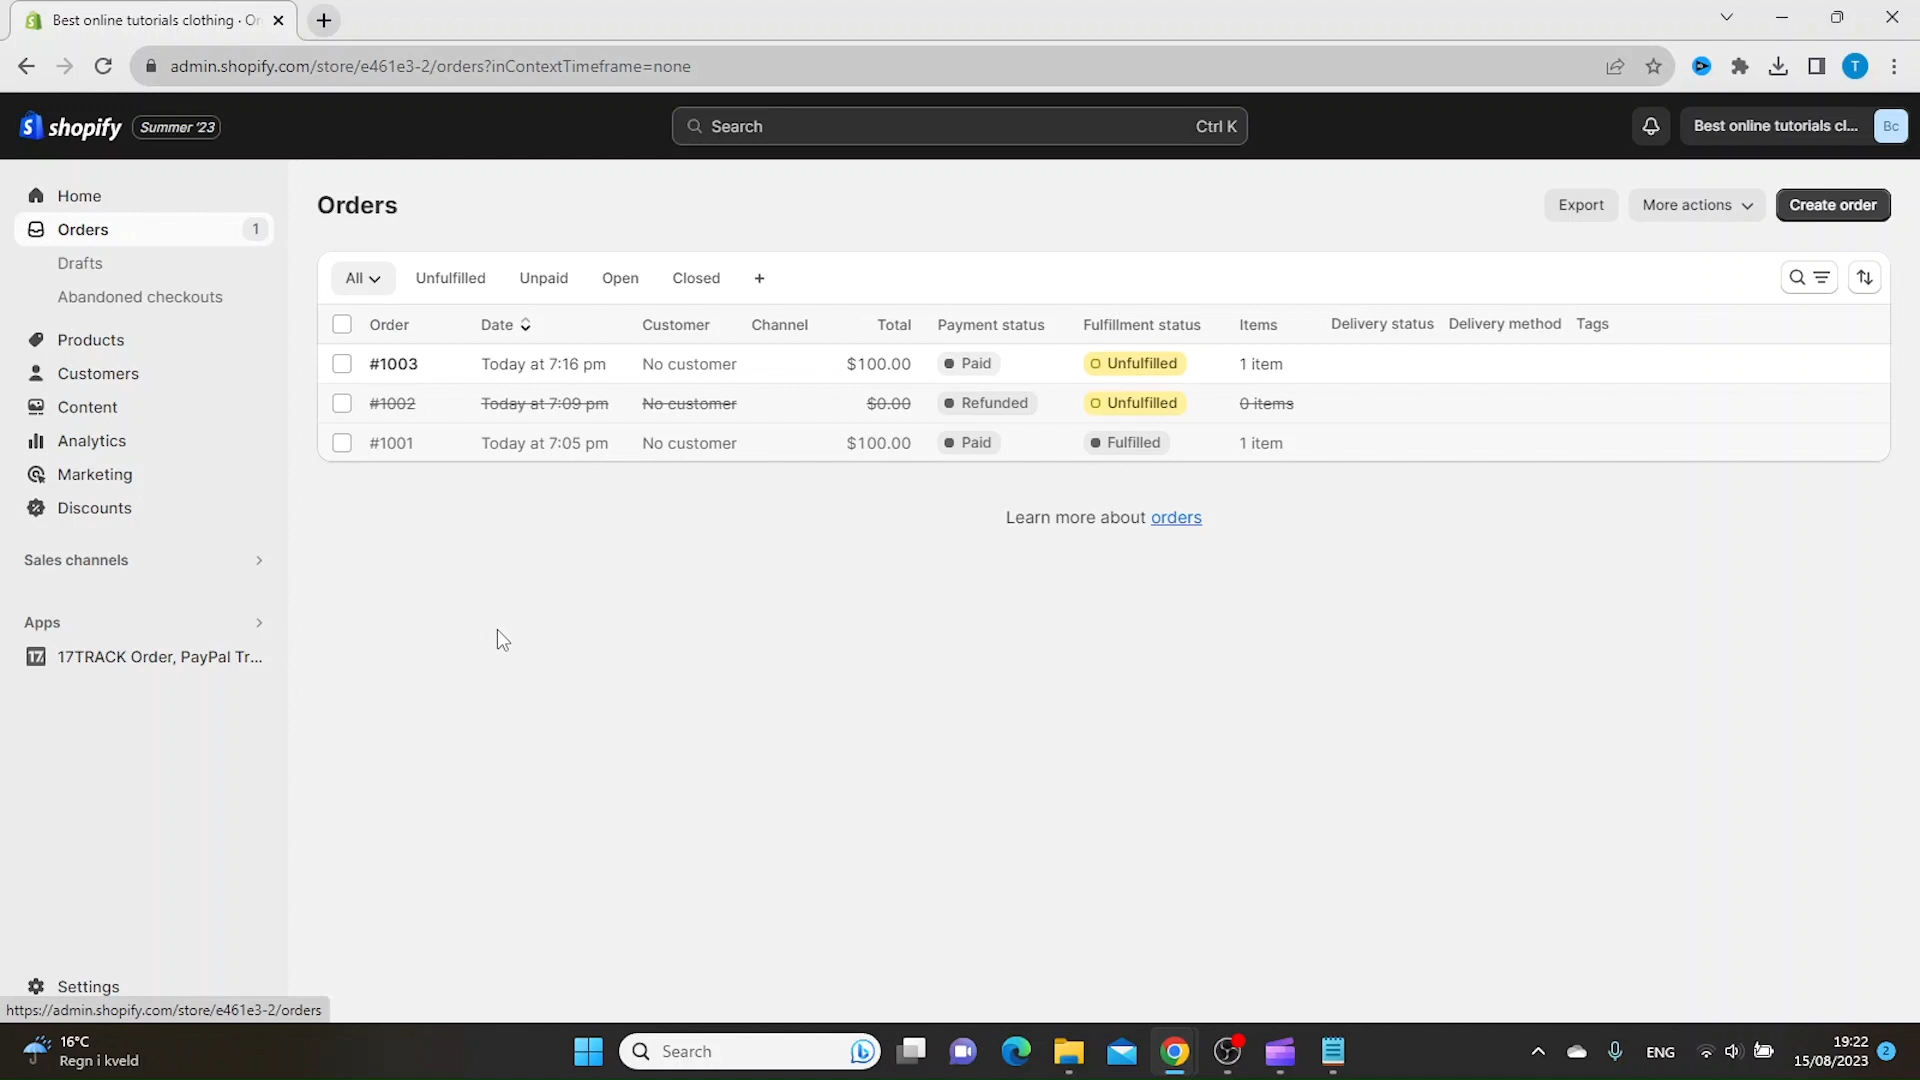 Best online tutorials clothing · Or
admin.shopify.com/store/e461e3-2/orders?inContextTimeframe=none
T
shopify Summer '23
Search Ctrl K
Best online tutorials cl... Bc
Home
Orders 1
Drafts
Abandoned checkouts
Products
Customers
Content
Analytics
Marketing
Discounts
Sales channels
Apps
17 17TRACK Order, PayPal Tr...
Settings
https://admin.shopify.com/store/e461e3-2/orders
Orders
Export More actions Create order
All Unfulfilled Unpaid Open Closed +
Order Date Customer Channel Total Payment status Fulfillment status Items Delivery status Delivery method Tags
#1003 Today at 7:16 pm No customer $100.00 Paid Unfulfilled 1 item
#1002 Today at 7:09 pm No customer $0.00 Refunded Unfulfilled 0 items
#1001 Today at 7:05 pm No customer $100.00 Paid Fulfilled 1 item
Learn more about orders
16°C
Regn i kveld
Search
ENG
19:22
15/08/2023
2